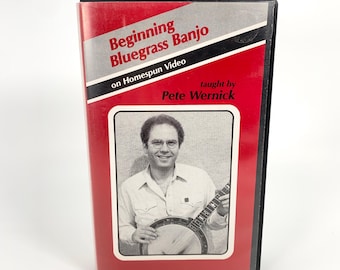 Beginning
Bluegrass Banjo
on Homespun Video
taught by
Pete Wernick